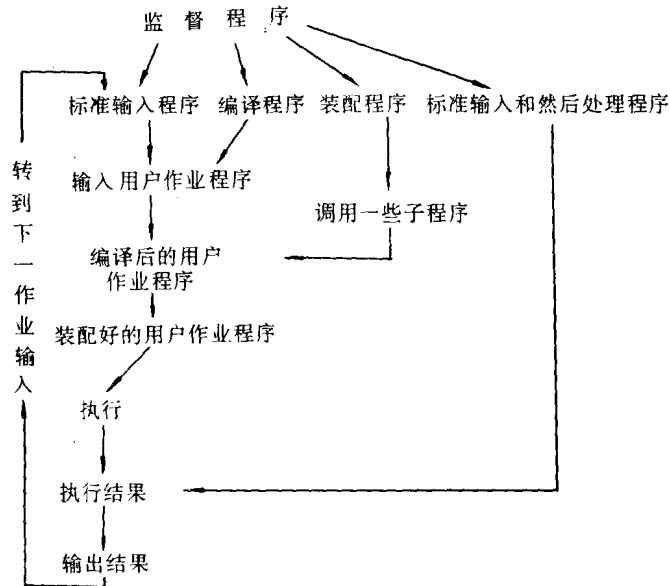 监督程序
标准输入程序 编译程序 装配程序 标准输入和然后处理程序
转到下一作业输入
输入用户作业程序
调用一些子程序
编译后的用户
作业程序
装配好的用户作业程序
执行
执行结果
输出结果